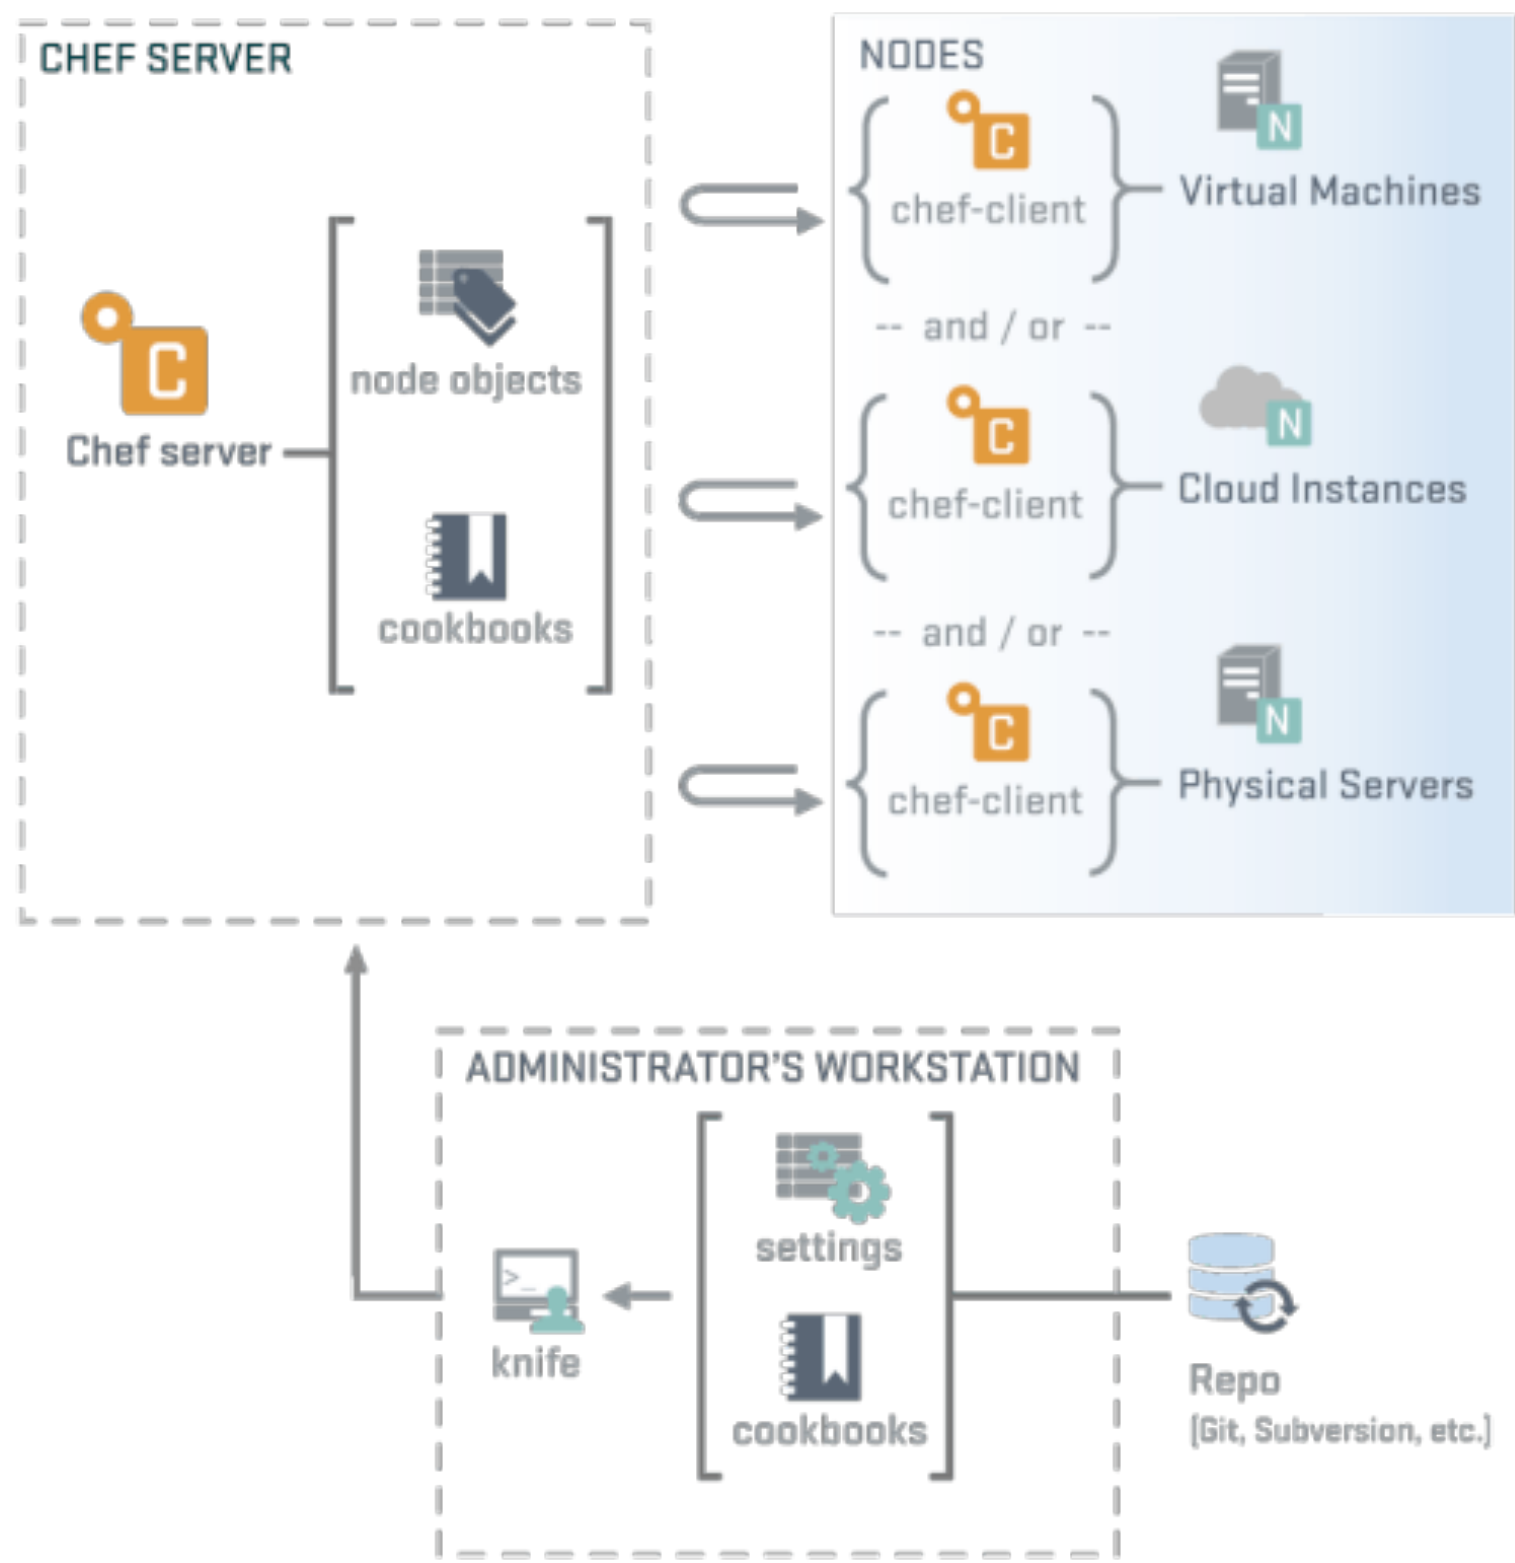 CHEF SERVER
C
Chef server
node objects
cookbooks
NODES
C
chef-client
N
Virtual Machines
-- and / or --
C
chef-client
N
Cloud Instances
-- and / or --
C
chef-client
N
Physical Servers
ADMINISTRATOR'S WORKSTATION
>_
knife
settings
cookbooks
Repo
(Git, Subversion, etc.)